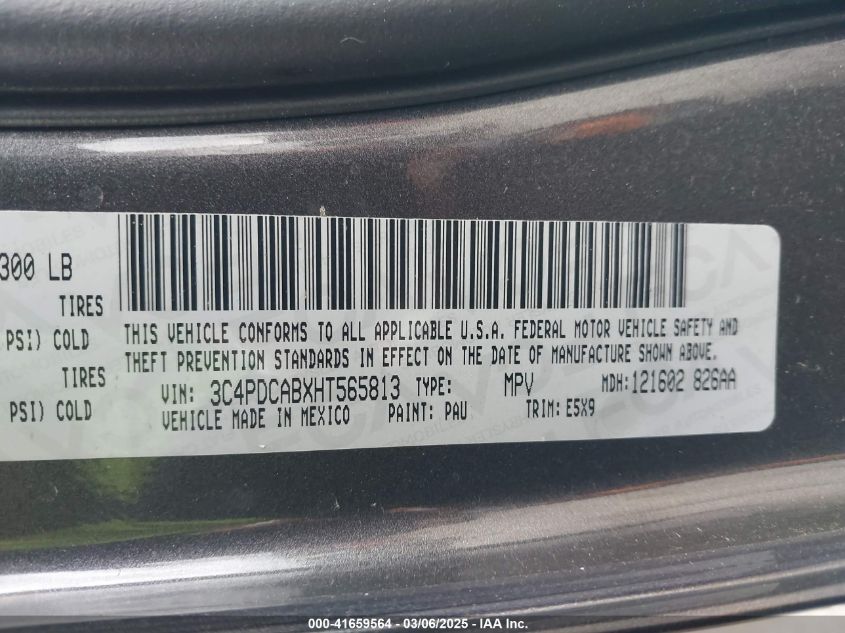 300 LB
TIRES
PSI) COLD
TIRES
PSI) COLD
THIS VEHICLE CONFORMS TO ALL APPLICABLE U.S.A. FEDERAL MOTOR VEHICLE SAFETY AND
THEFT PREVENTION STANDARDS IN EFFECT ON THE DATE OF MANUFACTURE SHOWN ABOVE.
VIN: 3C4PDCABXHT565813 TYPE: MPV MDH:121602 826AA
VEHICLE MADE IN MEXICO PAINT: PAU TRIM: E5X9
000-41659564 - 03/06/2025 - IAA, Inc.